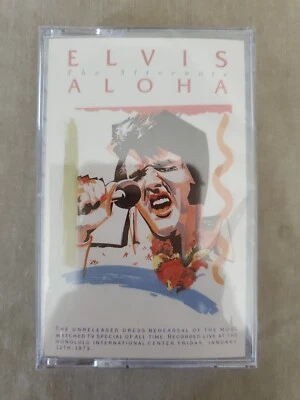 ELVIS
The Alternate
ALOHA
THE UNRELEASED DRESS REHEARSAL OF THE MOST
WATCHED TV SPECIAL OF ALL TIME. RECORDED LIVE AT THE
HONOLULU INTERNATIONAL CENTER FRIDAY, JANUARY
12TH, 1973.